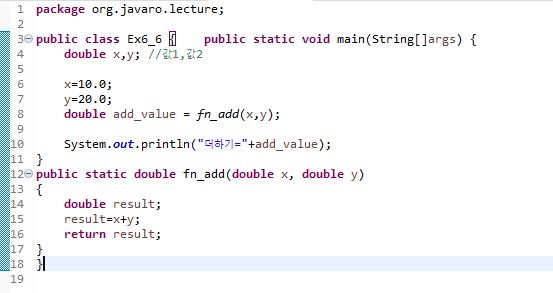 1 package org.javaro.lecture;
2
3 public class Ex6_6 {    public static void main(String[]args) {
4     double x,y; //값1,값2
5
6     x=10.0;
7     y=20.0;
8     double add_value = fn_add(x,y);
9
10     System.out.println("더하기="+add_value);
11 }
12 public static double fn_add(double x, double y)
13 {
14     double result;
15     result=x+y;
16     return result;
17 }
18 }
19